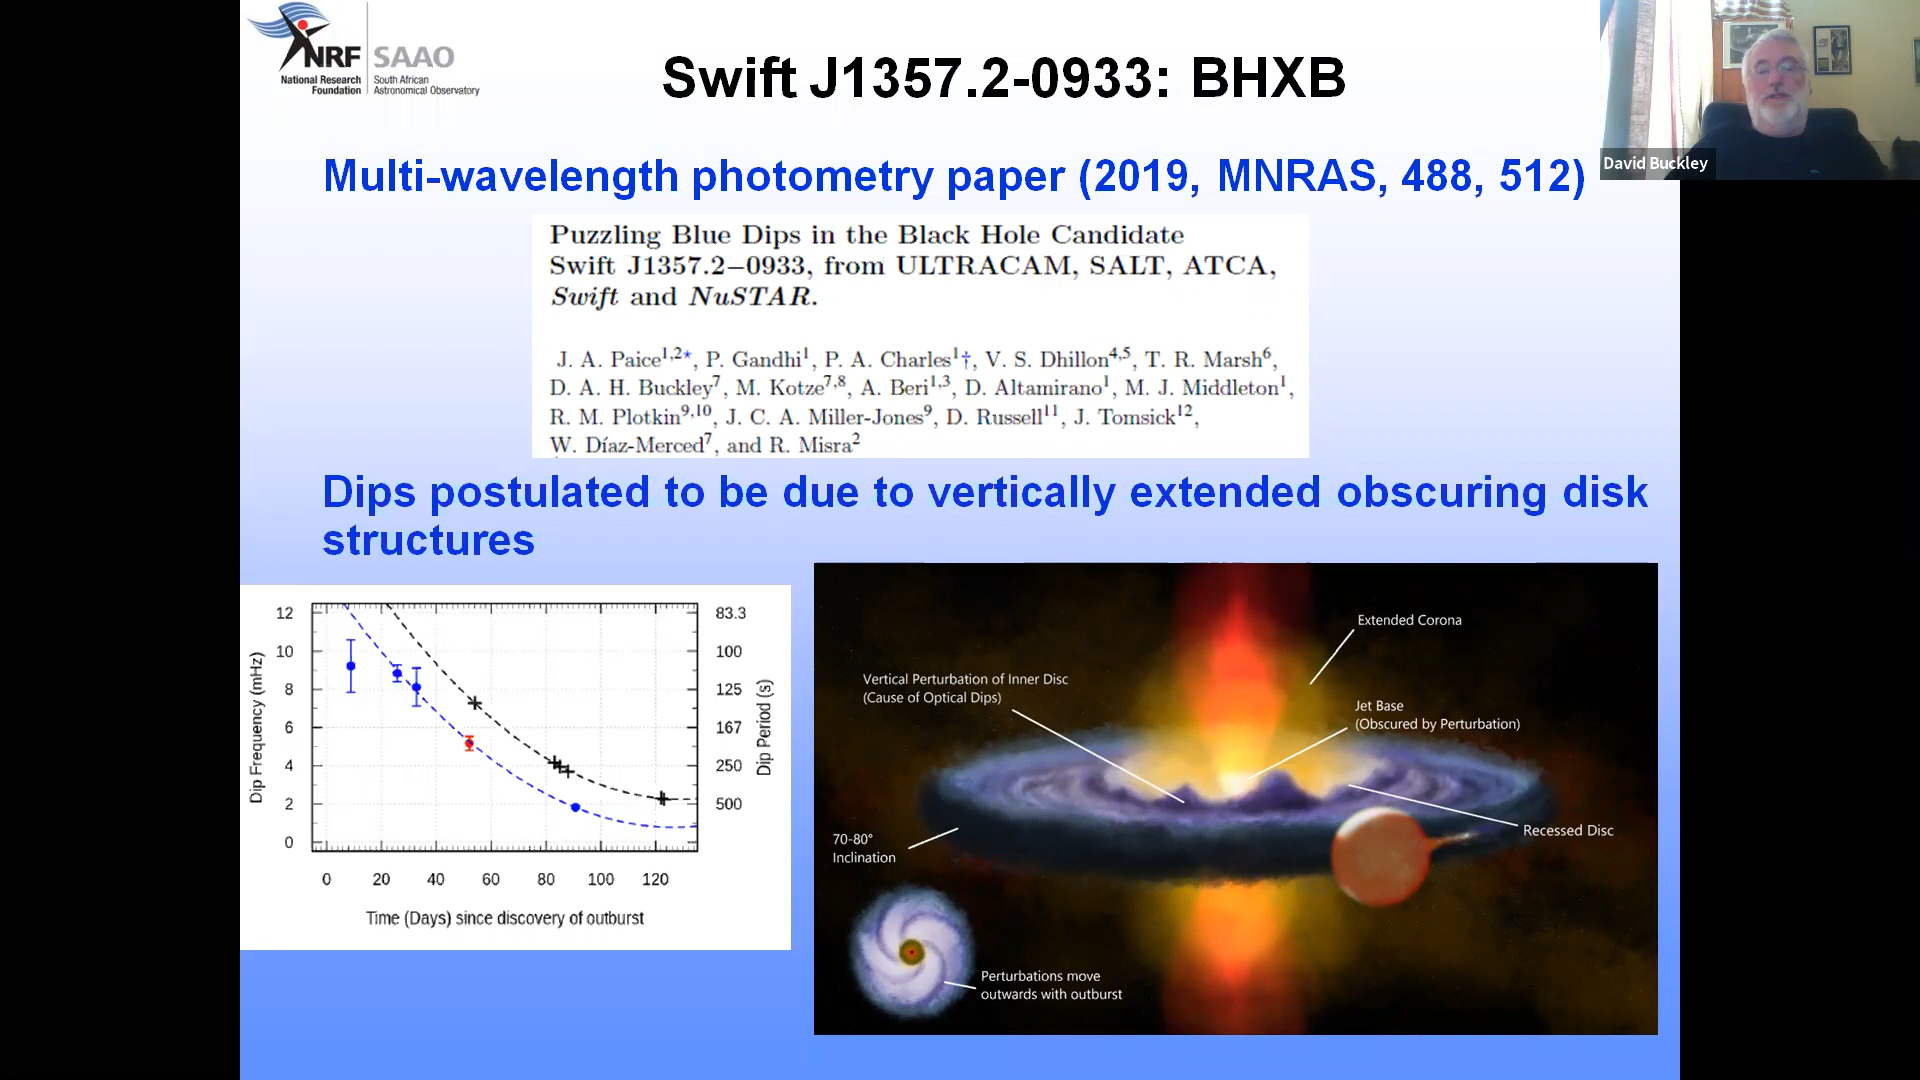 NRF SAAO
National Research Foundation
South African Astronomical Observatory
Swift J1357.2-0933: BHXB
David Buckley
Multi-wavelength photometry paper (2019, MNRAS, 488, 512)
Puzzling Blue Dips in the Black Hole Candidate
Swift J1357.2−0933, from ULTRACAM, SALT, ATCA,
Swift and NuSTAR.
J. A. Paice1,2*, P. Gandhi1, P. A. Charles1†, V. S. Dhillon4,5, T. R. Marsh6,
D. A. H. Buckley7, M. Kotze7,8, A. Beri1,3, D. Altamirano1, M. J. Middleton1,
R. M. Plotkin9,10, J. C. A. Miller-Jones9, D. Russell11, J. Tomsick12,
W. Díaz-Merced7, and R. Misra2
Dips postulated to be due to vertically extended obscuring disk
structures
Dip Frequency (mHz)
12
10
8
6
4
2
0
83.3
100
125
167
250
500
Dip Period (s)
0 20 40 60 80 100 120
Time (Days) since discovery of outburst
Extended Corona
Vertical Perturbation of Inner Disc
(Cause of Optical Dips)
Jet Base
(Obscured by Perturbation)
Recessed Disc
70-80°
Inclination
Perturbations move
outwards with outburst